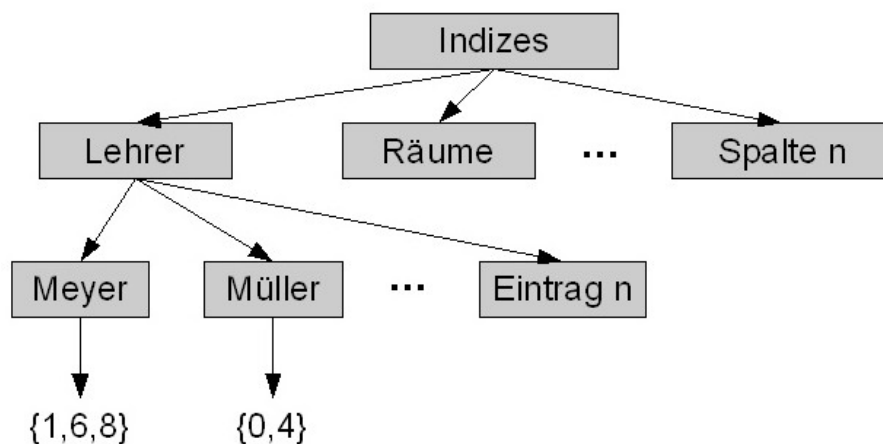 Indizes
Lehrer
Räume
...
Spalte n
Meyer
Müller
...
Eintrag n
{1,6,8}
{0,4}